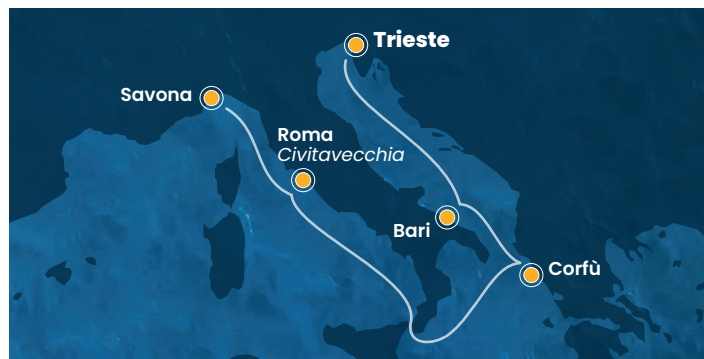 Trieste
Savona
Roma
Civitavecchia
Bari
Corfù